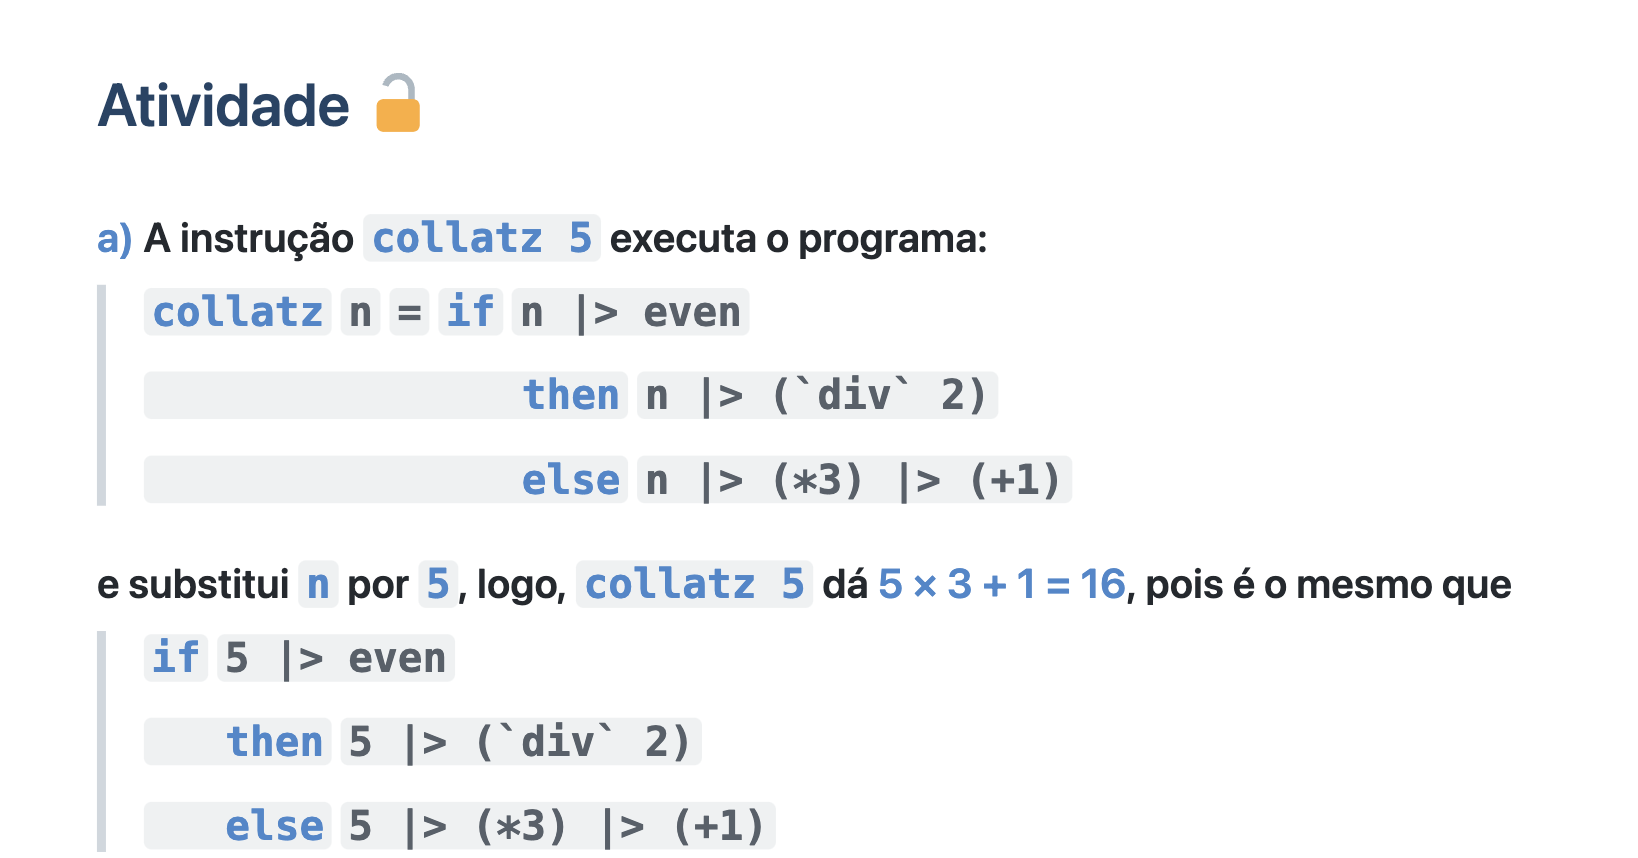 Atividade
a) A instrução collatz 5 executa o programa:
collatz n = if n |> even
then n |> (`div` 2)
else n |> (*3) |> (+1)
e substitui n por 5, logo, collatz 5 dá 5 × 3 + 1 = 16, pois é o mesmo que
if 5 |> even
then 5 |> (`div` 2)
else 5 |> (*3) |> (+1)